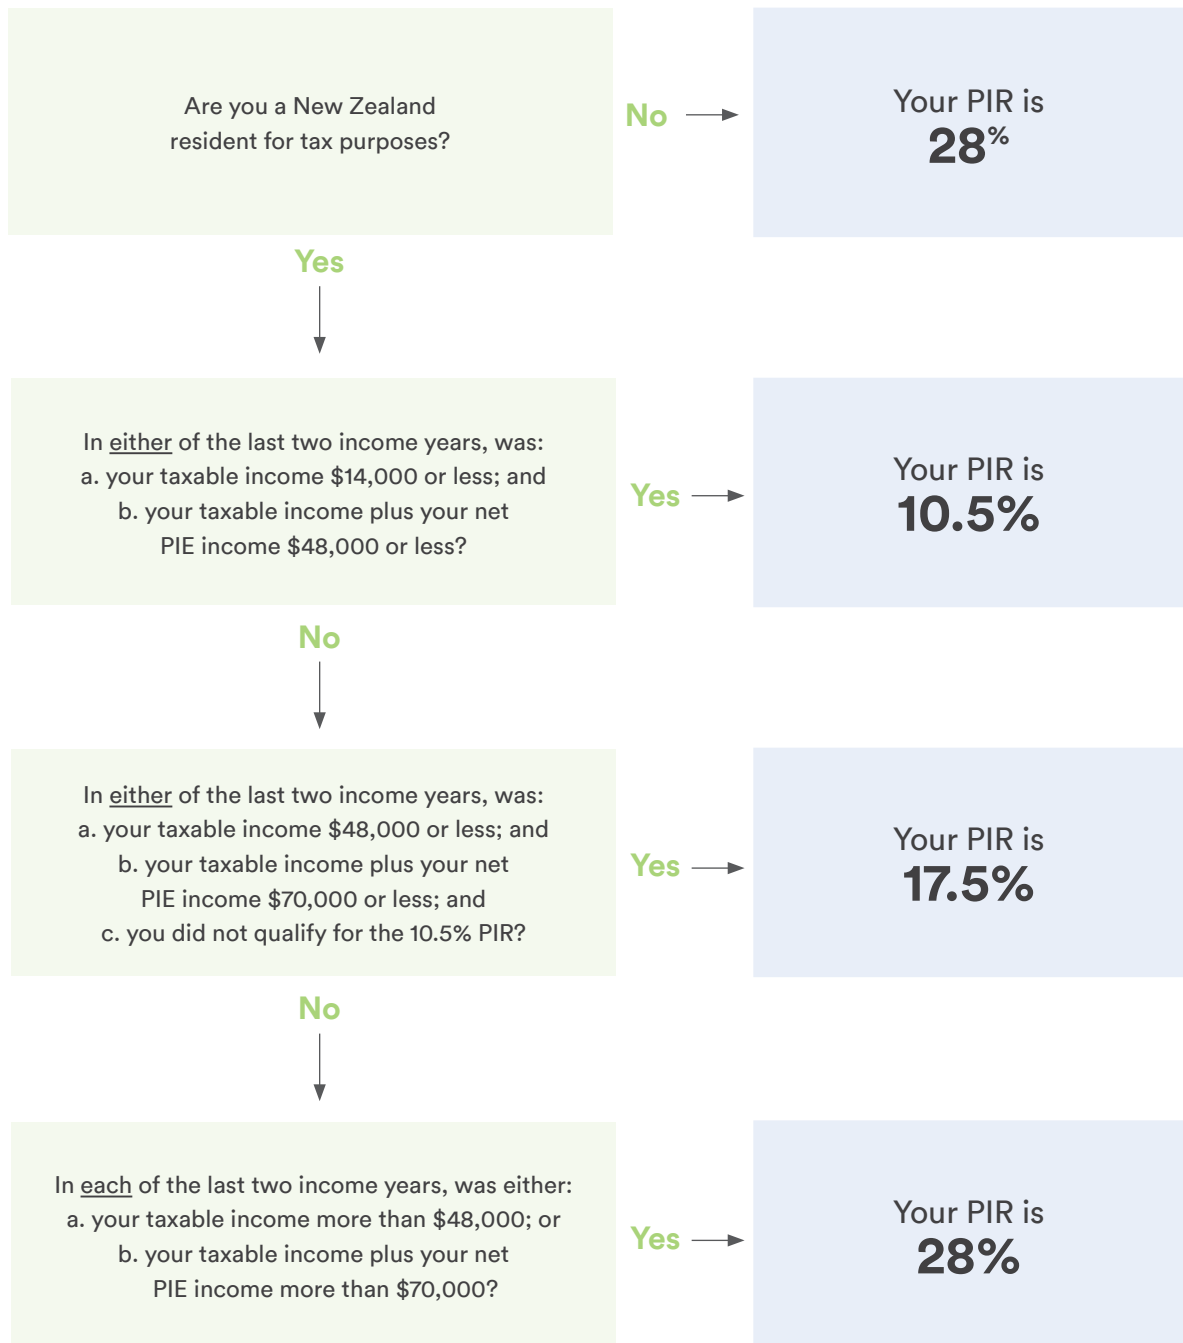 Are you a New Zealand
resident for tax purposes?
No
Your PIR is
28%
Yes
In either of the last two income years, was:
a. your taxable income $14,000 or less; and
b. your taxable income plus your net
PIE income $48,000 or less?
Yes
Your PIR is
10.5%
No
In either of the last two income years, was:
a. your taxable income $48,000 or less; and
b. your taxable income plus your net
PIE income $70,000 or less; and
c. you did not qualify for the 10.5% PIR?
Yes
Your PIR is
17.5%
No
In each of the last two income years, was either:
a. your taxable income more than $48,000; or
b. your taxable income plus your net
PIE income more than $70,000?
Yes
Your PIR is
28%